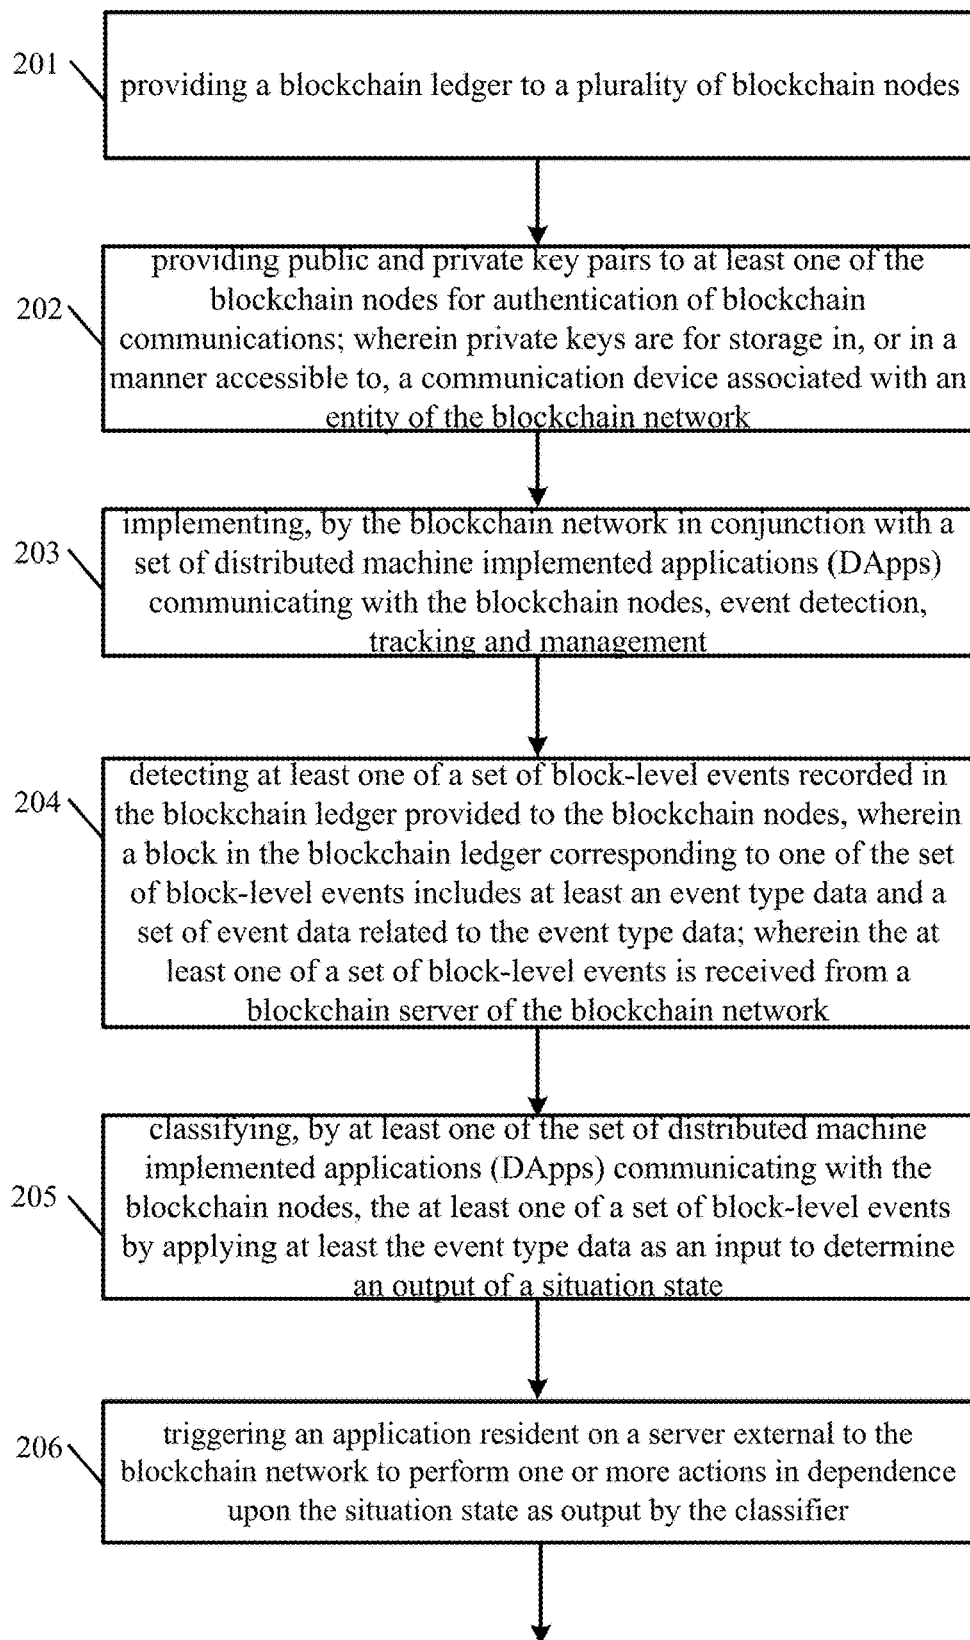 201
providing a blockchain ledger to a plurality of blockchain nodes
202
providing public and private key pairs to at least one of the
blockchain nodes for authentication of blockchain
communications; wherein private keys are for storage in, or in a
manner accessible to, a communication device associated with an
entity of the blockchain network
203
implementing, by the blockchain network in conjunction with a
set of distributed machine implemented applications (DApps)
communicating with the blockchain nodes, event detection,
tracking and management
204
detecting at least one of a set of block-level events recorded in
the blockchain ledger provided to the blockchain nodes, wherein
a block in the blockchain ledger corresponding to one of the set
of block-level events includes at least an event type data and a
set of event data related to the event type data; wherein the at
least one of a set of block-level events is received from a
blockchain server of the blockchain network
205
classifying, by at least one of the set of distributed machine
implemented applications (DApps) communicating with the
blockchain nodes, the at least one of a set of block-level events
by applying at least the event type data as an input to determine
an output of a situation state
206
triggering an application resident on a server external to the
blockchain network to perform one or more actions in dependence
upon the situation state as output by the classifier